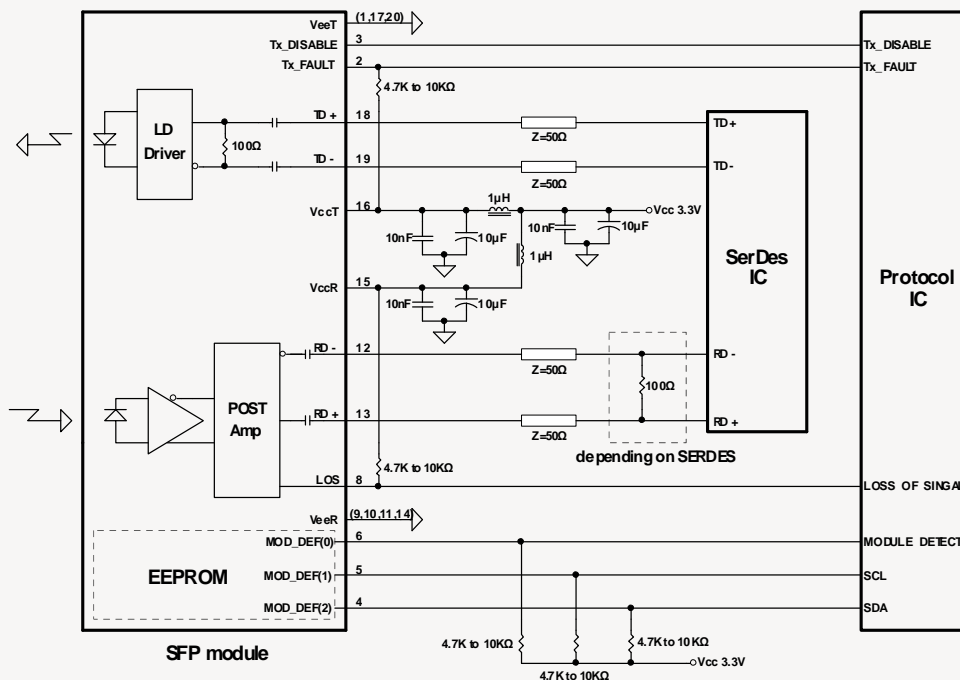 VeeT (1,17,20)
Tx_DISABLE 3 Tx_DISABLE
Tx_FAULT 2 Tx_FAULT
4.7K to 10KΩ
LD Driver
100Ω
TD+ 18 Z=50Ω TD+
TD- 19 Z=50Ω TD-
VccT 16
1µH
Vcc 3.3V
10nF
10µF
10nF
10µF
1µH
VccR 15
10nF
10µF
SerDes IC
Protocol IC
RD - 12 Z=50Ω RD -
100Ω
POST Amp
RD+ 13 Z=50Ω RD+
depending on SERDES
4.7K to 10KΩ
LOS 8 LOSS OF SINGAL
VeeR (9,10,11,14)
MOD_DEF(0) 6 MODULE DETECT
EEPROM
MOD_DEF(1) 5 SCL
MOD_DEF(2) 4 SDA
4.7K to 10KΩ
4.7K to 10KΩ
4.7K to 10KΩ
Vcc 3.3V
SFP module